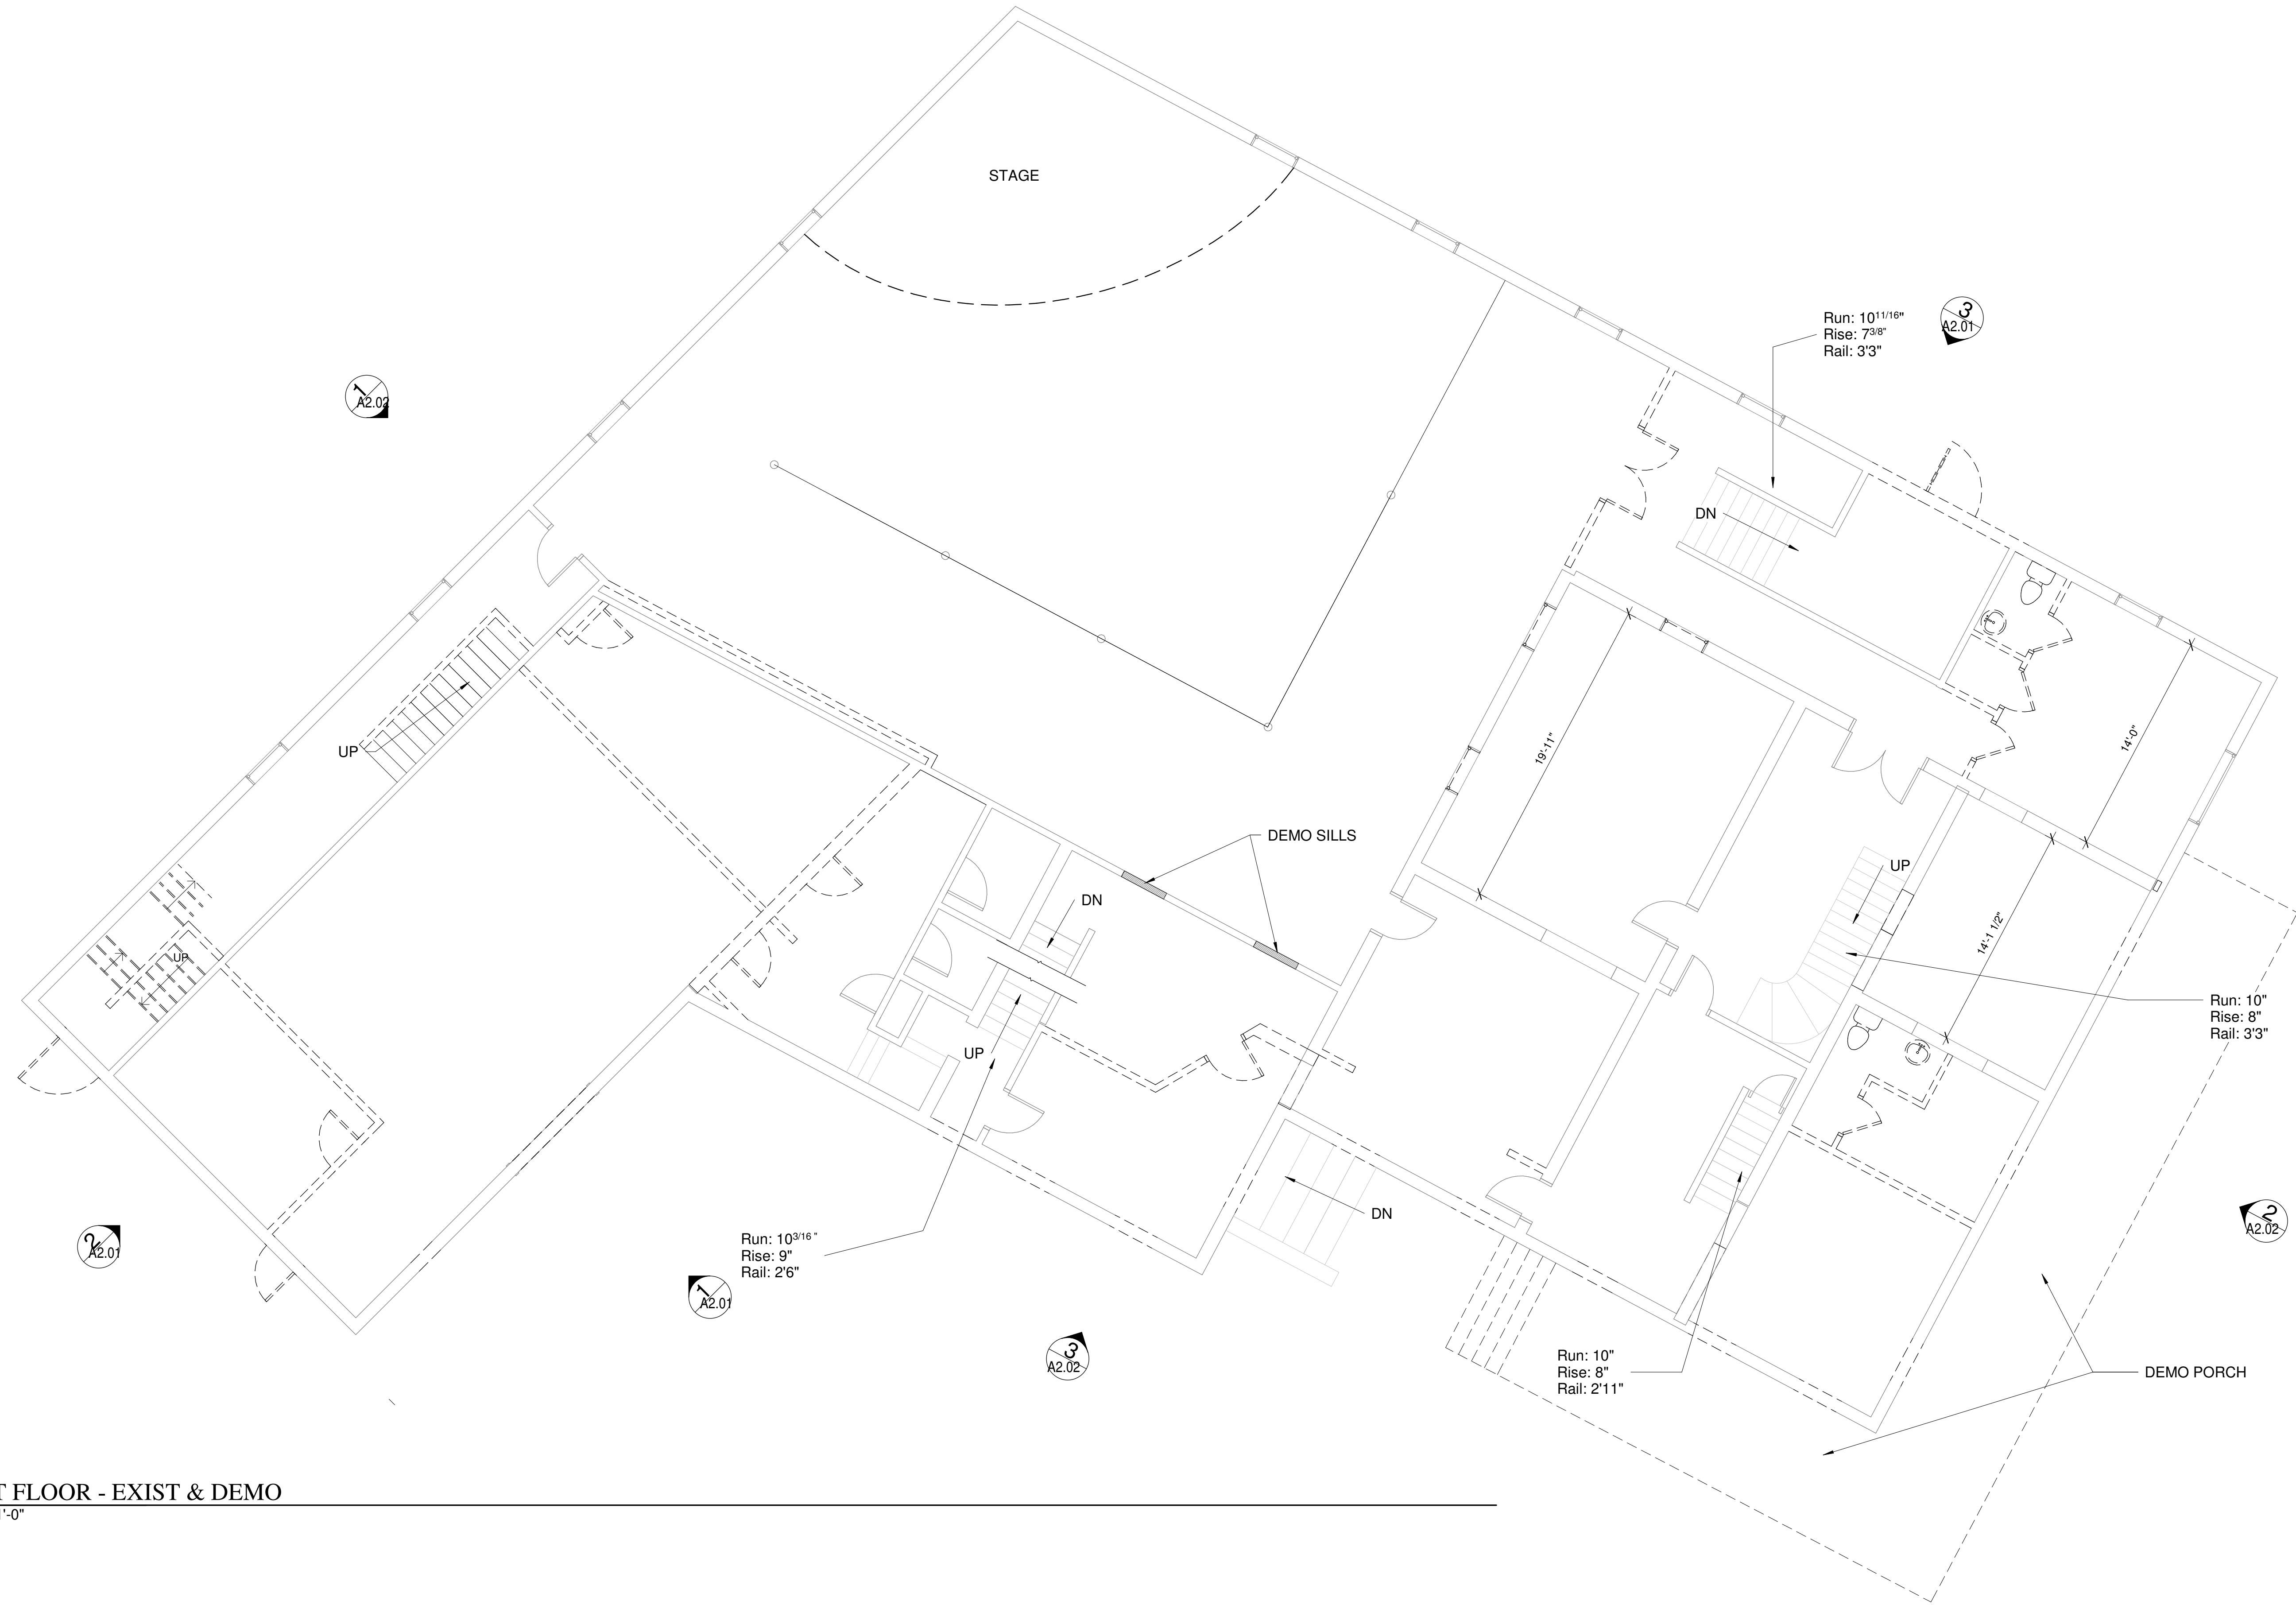 STAGE
Run: 10 11/16"
Rise: 7 3/8"
Rail: 3'3"
3
A2.01
1
A2.02
DN
UP
19'-11"
14'-0"
DEMO SILLS
UP
DN
14'-1 1/2"
UP
Run: 10"
Rise: 8"
Rail: 3'3"
UP
DN
2
A2.01
2
A2.02
Run: 10 3/16"
Rise: 9"
Rail: 2'6"
1
A2.01
3
A2.02
Run: 10"
Rise: 8"
Rail: 2'11"
DEMO PORCH
T FLOOR - EXIST & DEMO
'-0"